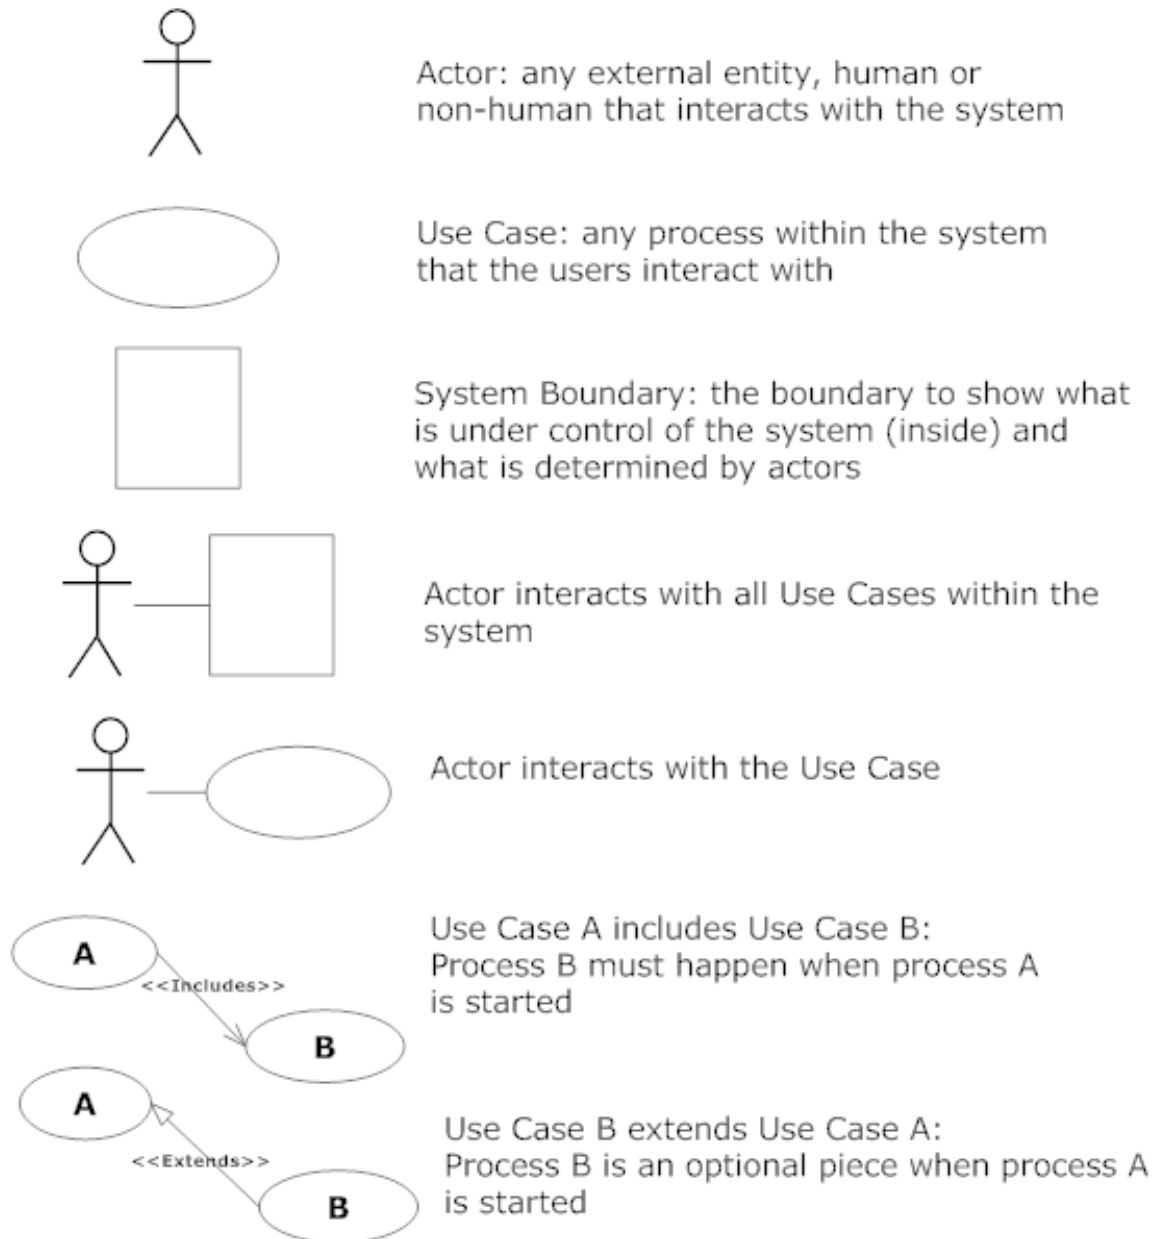 Actor: any external entity, human or
non-human that interacts with the system
Use Case: any process within the system
that the users interact with
System Boundary: the boundary to show what
is under control of the system (inside) and
what is determined by actors
Actor interacts with all Use Cases within the
system
Actor interacts with the Use Case
A
<<Includes>>
B
Use Case A includes Use Case B:
Process B must happen when process A
is started
A
<<Extends>>
B
Use Case B extends Use Case A:
Process B is an optional piece when process A
is started